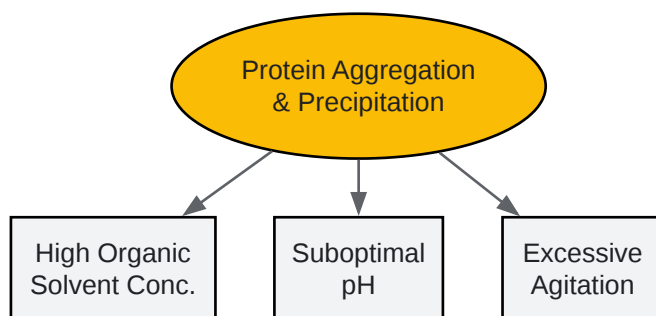 Protein Aggregation
& Precipitation
High Organic
Solvent Conc.
Suboptimal
pH
Excessive
Agitation